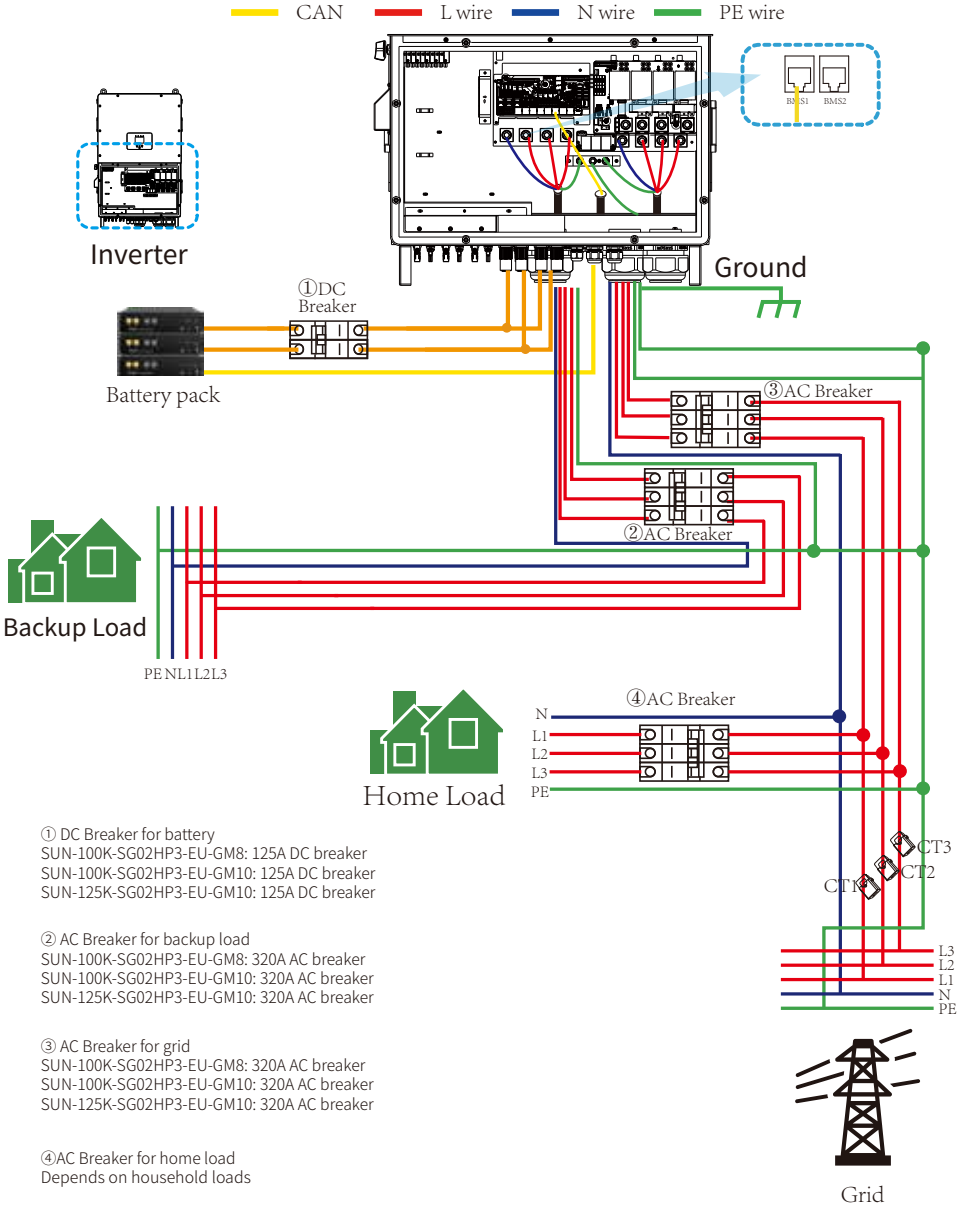 CAN L wire N wire PE wire
BMS1 BMS2
Inverter
Ground
①DC
Breaker
Battery pack
③AC Breaker
②AC Breaker
Backup Load
PE N L1 L2 L3
④AC Breaker
N
L1
L2
L3
PE
Home Load
① DC Breaker for battery
SUN-100K-SG02HP3-EU-GM8: 125A DC breaker
SUN-100K-SG02HP3-EU-GM10: 125A DC breaker
SUN-125K-SG02HP3-EU-GM10: 125A DC breaker
② AC Breaker for backup load
SUN-100K-SG02HP3-EU-GM8: 320A AC breaker
SUN-100K-SG02HP3-EU-GM10: 320A AC breaker
SUN-125K-SG02HP3-EU-GM10: 320A AC breaker
③ AC Breaker for grid
SUN-100K-SG02HP3-EU-GM8: 320A AC breaker
SUN-100K-SG02HP3-EU-GM10: 320A AC breaker
SUN-125K-SG02HP3-EU-GM10: 320A AC breaker
④AC Breaker for home load
Depends on household loads
CT3
CT2
CT1
L3
L2
L1
N
PE
Grid